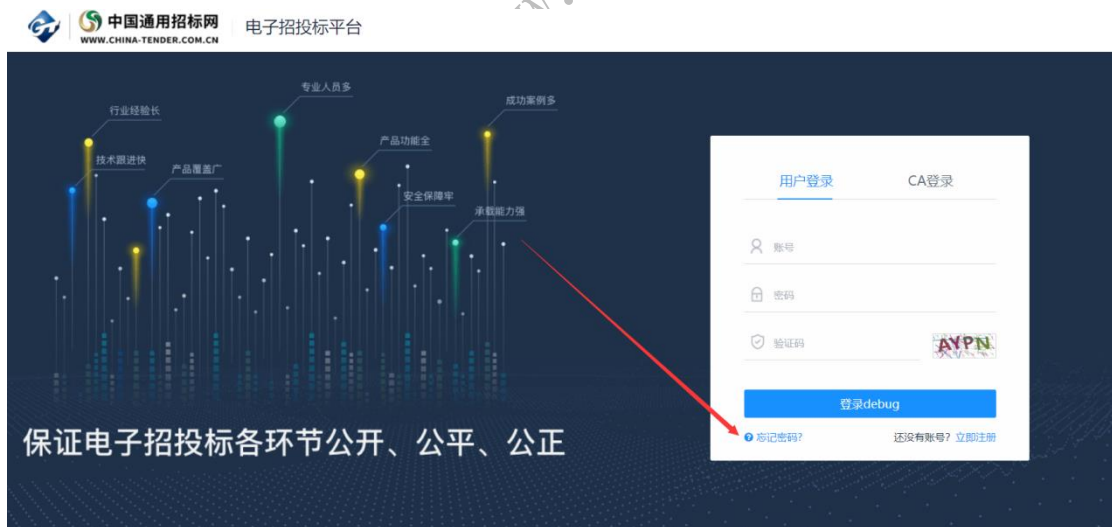 中国通用招标网
WWW.CHINA-TENDER.COM.CN
电子招投标平台
专业人员多
行业经验长
成功案例多
产品功能全
技术跟进快
产品覆盖广
安全保障牢
承载能力强
用户登录
CA登录
账号
密码
验证码
AYPN
登录debug
忘记密码?
还没有账号? 立即注册
保证电子招投标各环节公开、公平、公正